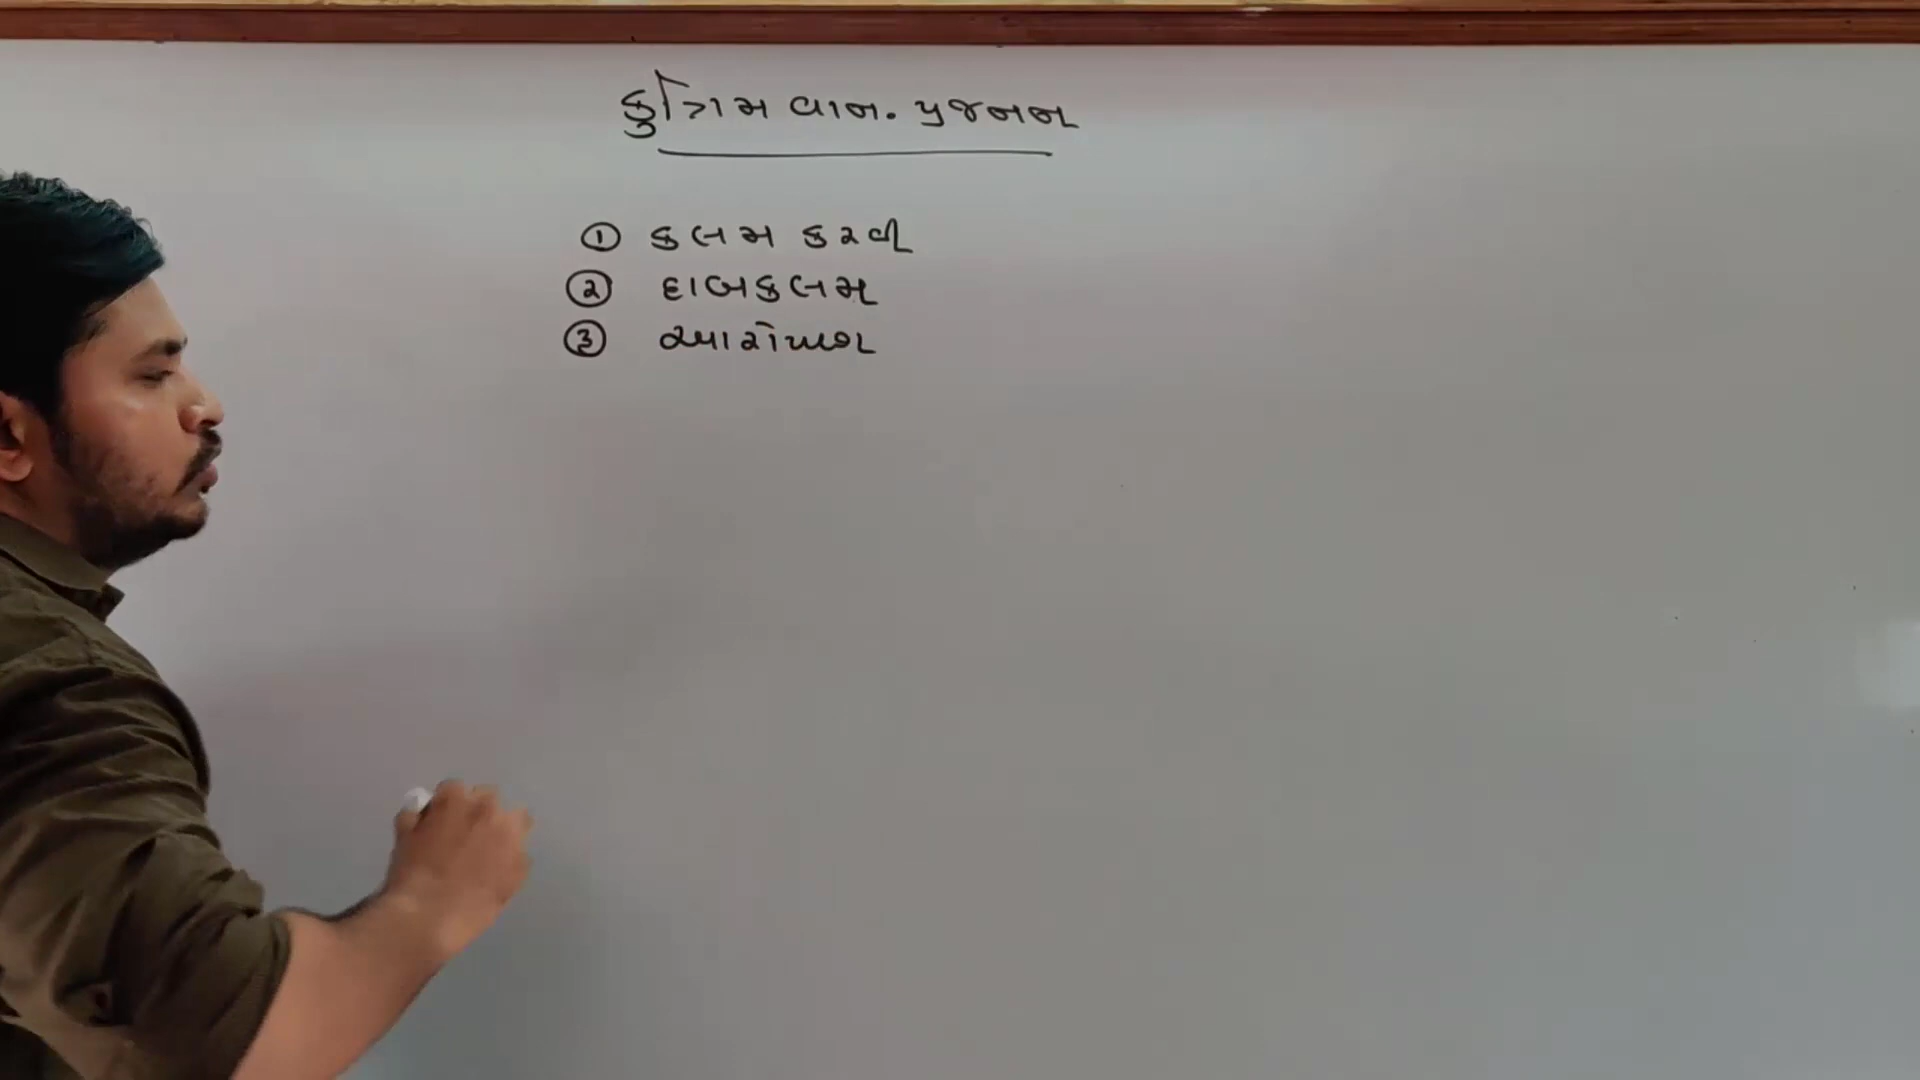 કૃત્રિમ વાન. પ્રજનન
① કલમ કરવી
② દાબકલમ
③ આરોપણ